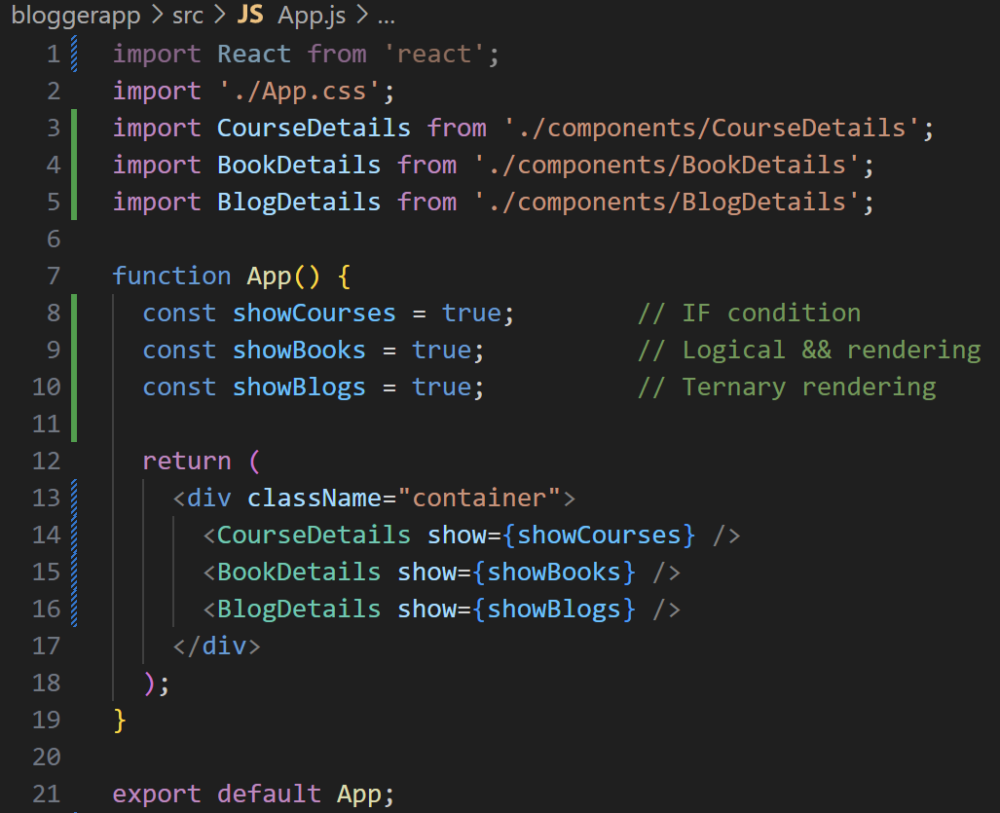 bloggerapp > src > JS App.js > ...
1 import React from 'react';
2 import './App.css';
3 import CourseDetails from './components/CourseDetails';
4 import BookDetails from './components/BookDetails';
5 import BlogDetails from './components/BlogDetails';
6
7 function App() {
8   const showCourses = true;        // IF condition
9   const showBooks = true;          // Logical && rendering
10   const showBlogs = true;          // Ternary rendering
11
12   return (
13     <div className="container">
14       <CourseDetails show={showCourses} />
15       <BookDetails show={showBooks} />
16       <BlogDetails show={showBlogs} />
17     </div>
18   );
19 }
20
21 export default App;